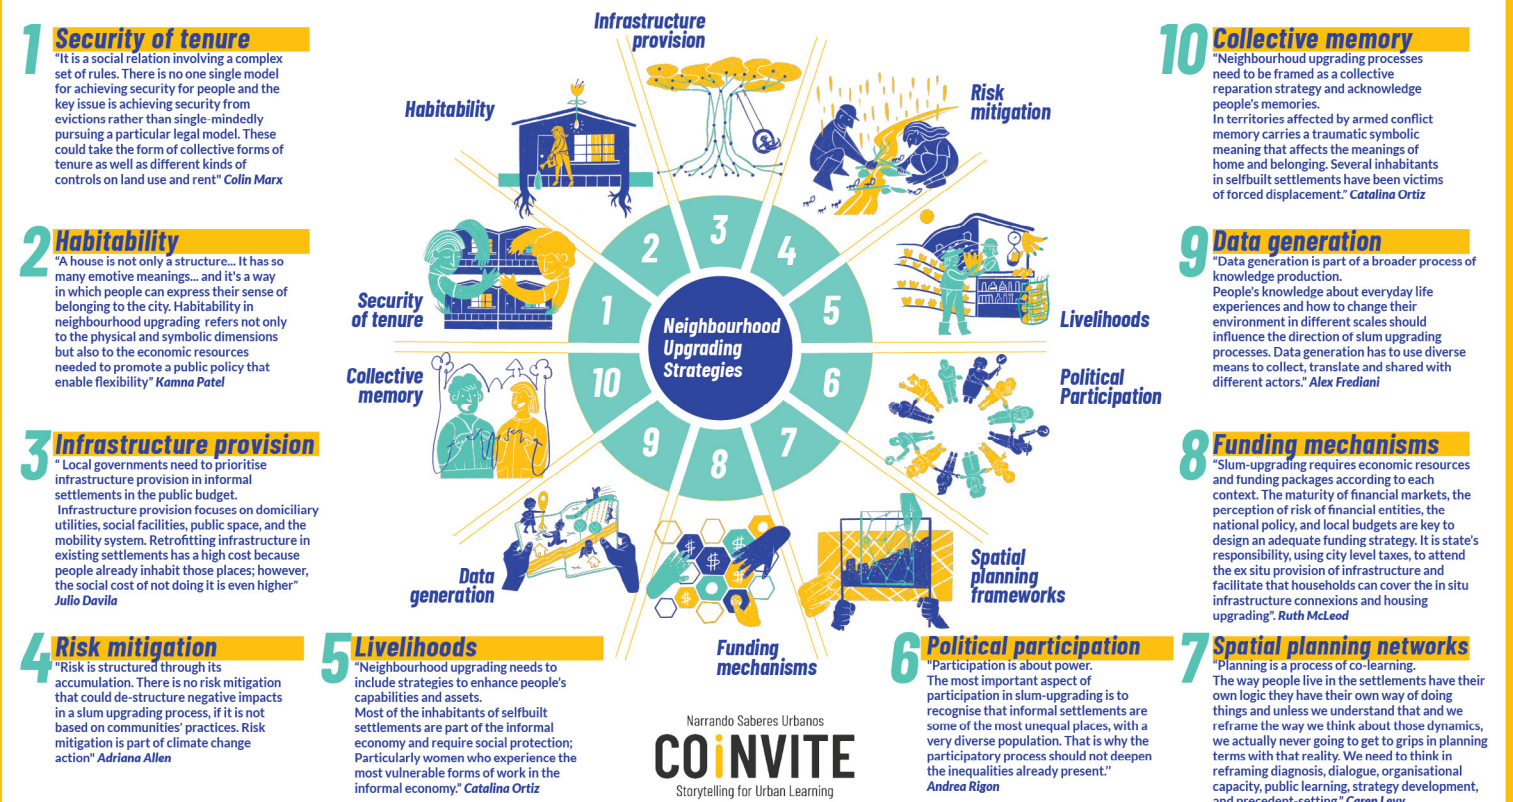 1
Security of tenure
"It is a social relation involving a complex
set of rules. There is no one single model
for achieving security for people and the
key issue is achieving security from
evictions rather than single-mindedly
pursuing a particular legal model. These
could take the form of collective forms of
tenure as well as different kinds of
controls on land use and rent" Colin Marx
2
Habitability
"A house is not only a structure... It has so
many emotive meanings... and it's a way
in which people can express their sense of
belonging to the city. Habitability in
neighbourhood upgrading refers not only
to the physical and symbolic dimensions
but also to the economic resources
needed to promote a public policy that
enable flexibility" Kamna Patel
3
Infrastructure provision
" Local governments need to prioritise
infrastructure provision in informal
settlements in the public budget.
Infrastructure provision focuses on domiciliary
utilities, social facilities, public space, and the
mobility system. Retrofitting infrastructure in
existing settlements has a high cost because
people already inhabit those places; however,
the social cost of not doing it is even higher"
Julio Davila
4
Risk mitigation
"Risk is structured through its
accumulation. There is no risk mitigation
that could de-structure negative impacts
in a slum upgrading process, if it is not
based on communities' practices. Risk
mitigation is part of climate change
action" Adriana Allen
5
Livelihoods
"Neighbourhood upgrading needs to
include strategies to enhance people's
capabilities and assets.
Most of the inhabitants of selfbuilt
settlements are part of the informal
economy and require social protection;
Particularly women who experience the
most vulnerable forms of work in the
informal economy." Catalina Ortiz
Infrastructure
provision
Habitability
Risk
mitigation
Security
of tenure
Livelihoods
Collective
memory
Political
Participation
Data
generation
Spatial
planning
frameworks
Funding
mechanisms
1
2
3
4
5
6
7
8
9
10
Neighbourhood
Upgrading
Strategies
$
$
$
$
Narrando Saberes Urbanos
COiNVITE
Storytelling for Urban Learning
6
Political participation
"Participation is about power.
The most important aspect of
participation in slum-upgrading is to
recognise that informal settlements are
some of the most unequal places, with a
very diverse population. That is why the
participatory process should not deepen
the inequalities already present."
Andrea Rigon
10
Collective memory
"Neighbourhoud upgrading processes
need to be framed as a collective
reparation strategy and acknowledge
people's memories.
In territories affected by armed conflict
memory carries a traumatic symbolic
meaning that affects the meanings of
home and belonging. Several inhabitants
in selfbuilt settlements have been victims
of forced displacement." Catalina Ortiz
9
Data generation
"Data generation is part of a broader process of
knowledge production.
People's knowledge about everyday life
experiences and how to change their
environment in different scales should
influence the direction of slum upgrading
processes. Data generation has to use diverse
means to collect, translate and shared with
different actors." Alex Frediani
8
Funding mechanisms
"Slum-upgrading requires economic resources
and funding packages according to each
context. The maturity of financial markets, the
perception of risk of financial entities, the
national policy, and local budgets are key to
design an adequate funding strategy. It is state's
responsibility, using city level taxes, to attend
the ex situ provision of infrastructure and
facilitate that households can cover the in situ
infrastructure connexions and housing
upgrading". Ruth McLeod
7
Spatial planning networks
"Planning is a process of co-learning.
The way people live in the settlements have their
own logic they have their own way of doing
things and unless we understand that and we
reframe the way we think about those dynamics,
we actually never going to get to grips in planning
terms with that reality. We need to think in
reframing diagnosis, dialogue, organisational
capacity, public learning, strategy development,
and precedent-setting." Caren Levy